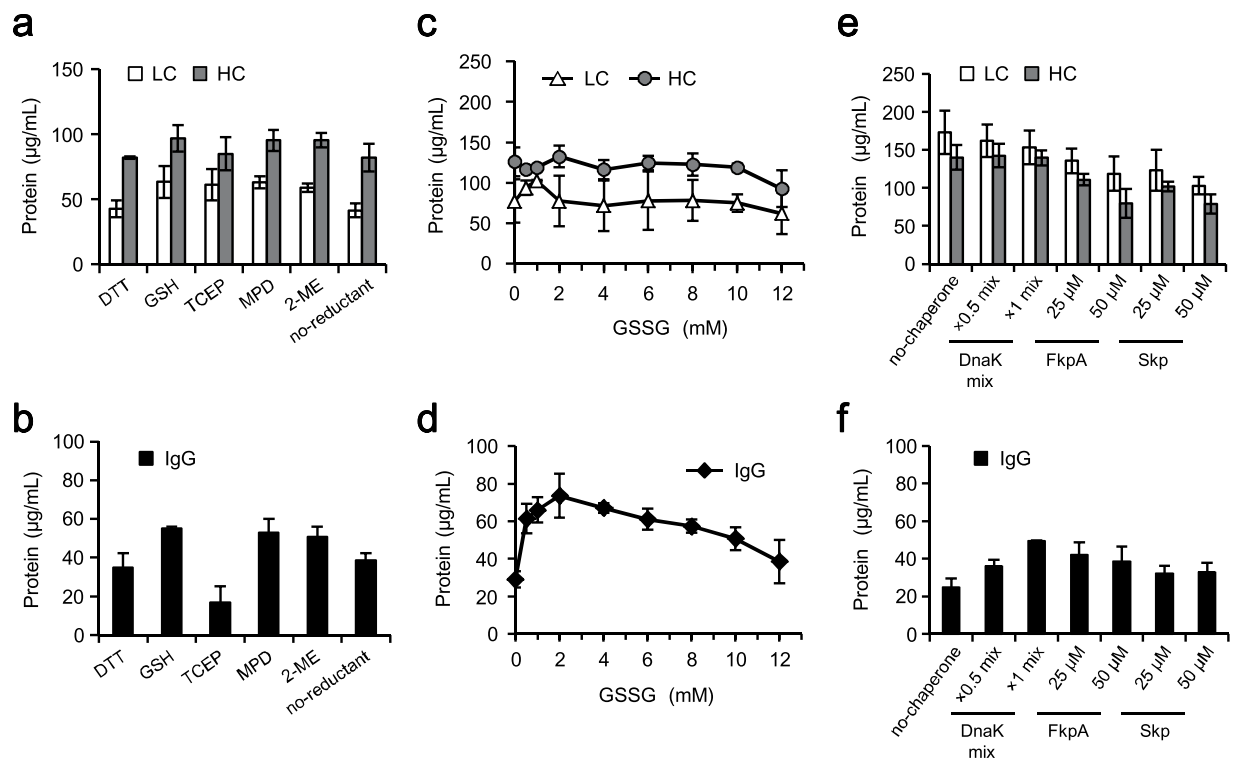 a
LC HC
Protein (µg/mL)
150
100
50
0
DTT GSH TCEP MPD 2-ME no-reductant
c
LC HC
Protein (µg/mL)
250
200
150
100
50
0
0 2 4 6 8 10 12
GSSG (mM)
e
LC HC
Protein (µg/mL)
250
200
150
100
50
0
no-chaperone ×0.5 mix ×1 mix 25 µM 50 µM 25 µM 50 µM
DnaK FkpA Skp
mix
b
IgG
Protein (µg/mL)
100
80
60
40
20
0
DTT GSH TCEP MPD 2-ME no-reductant
d
IgG
Protein (µg/mL)
100
80
60
40
20
0
0 2 4 6 8 10 12
GSSG (mM)
f
IgG
Protein (µg/mL)
100
80
60
40
20
0
no-chaperone ×0.5 mix ×1 mix 25 µM 50 µM 25 µM 50 µM
DnaK FkpA Skp
mix